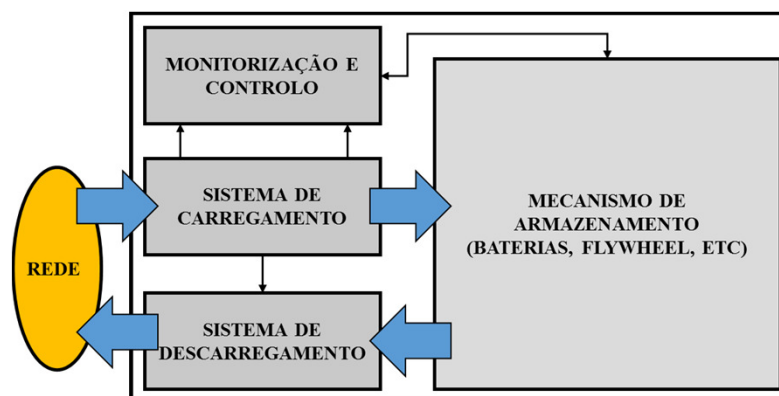 MONITORIZAÇÃO E
CONTROLO
SISTEMA DE
CARREGAMENTO
MECANISMO DE
ARMAZENAMENTO
(BATERIAS, FLYWHEEL, ETC)
REDE
SISTEMA DE
DESCARREGAMENTO